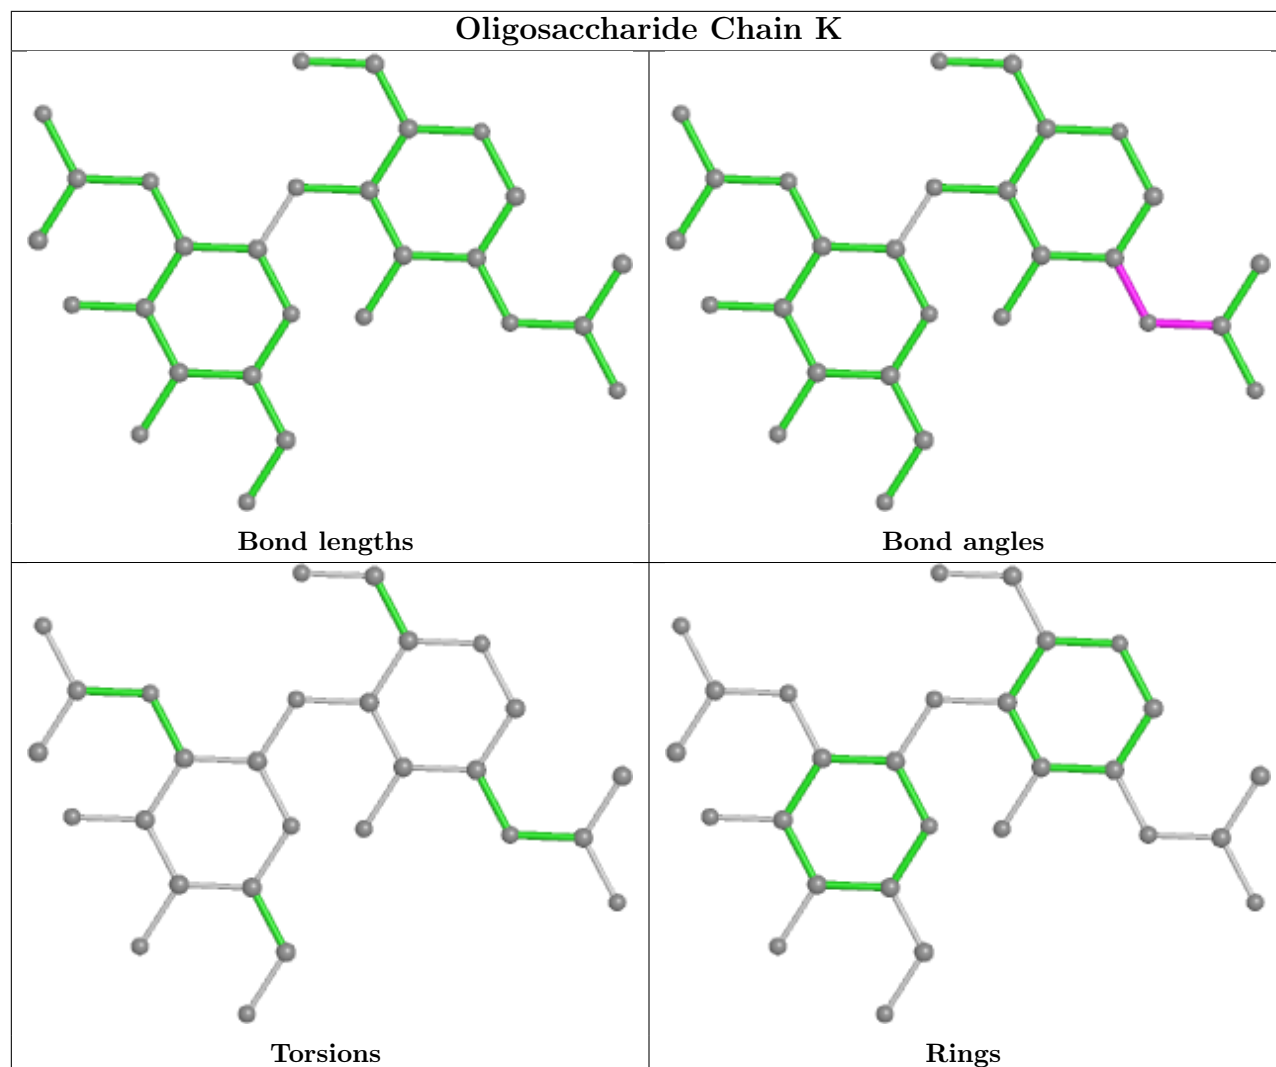 Oligosaccharide Chain K
Bond lengths
Bond angles
Torsions
Rings